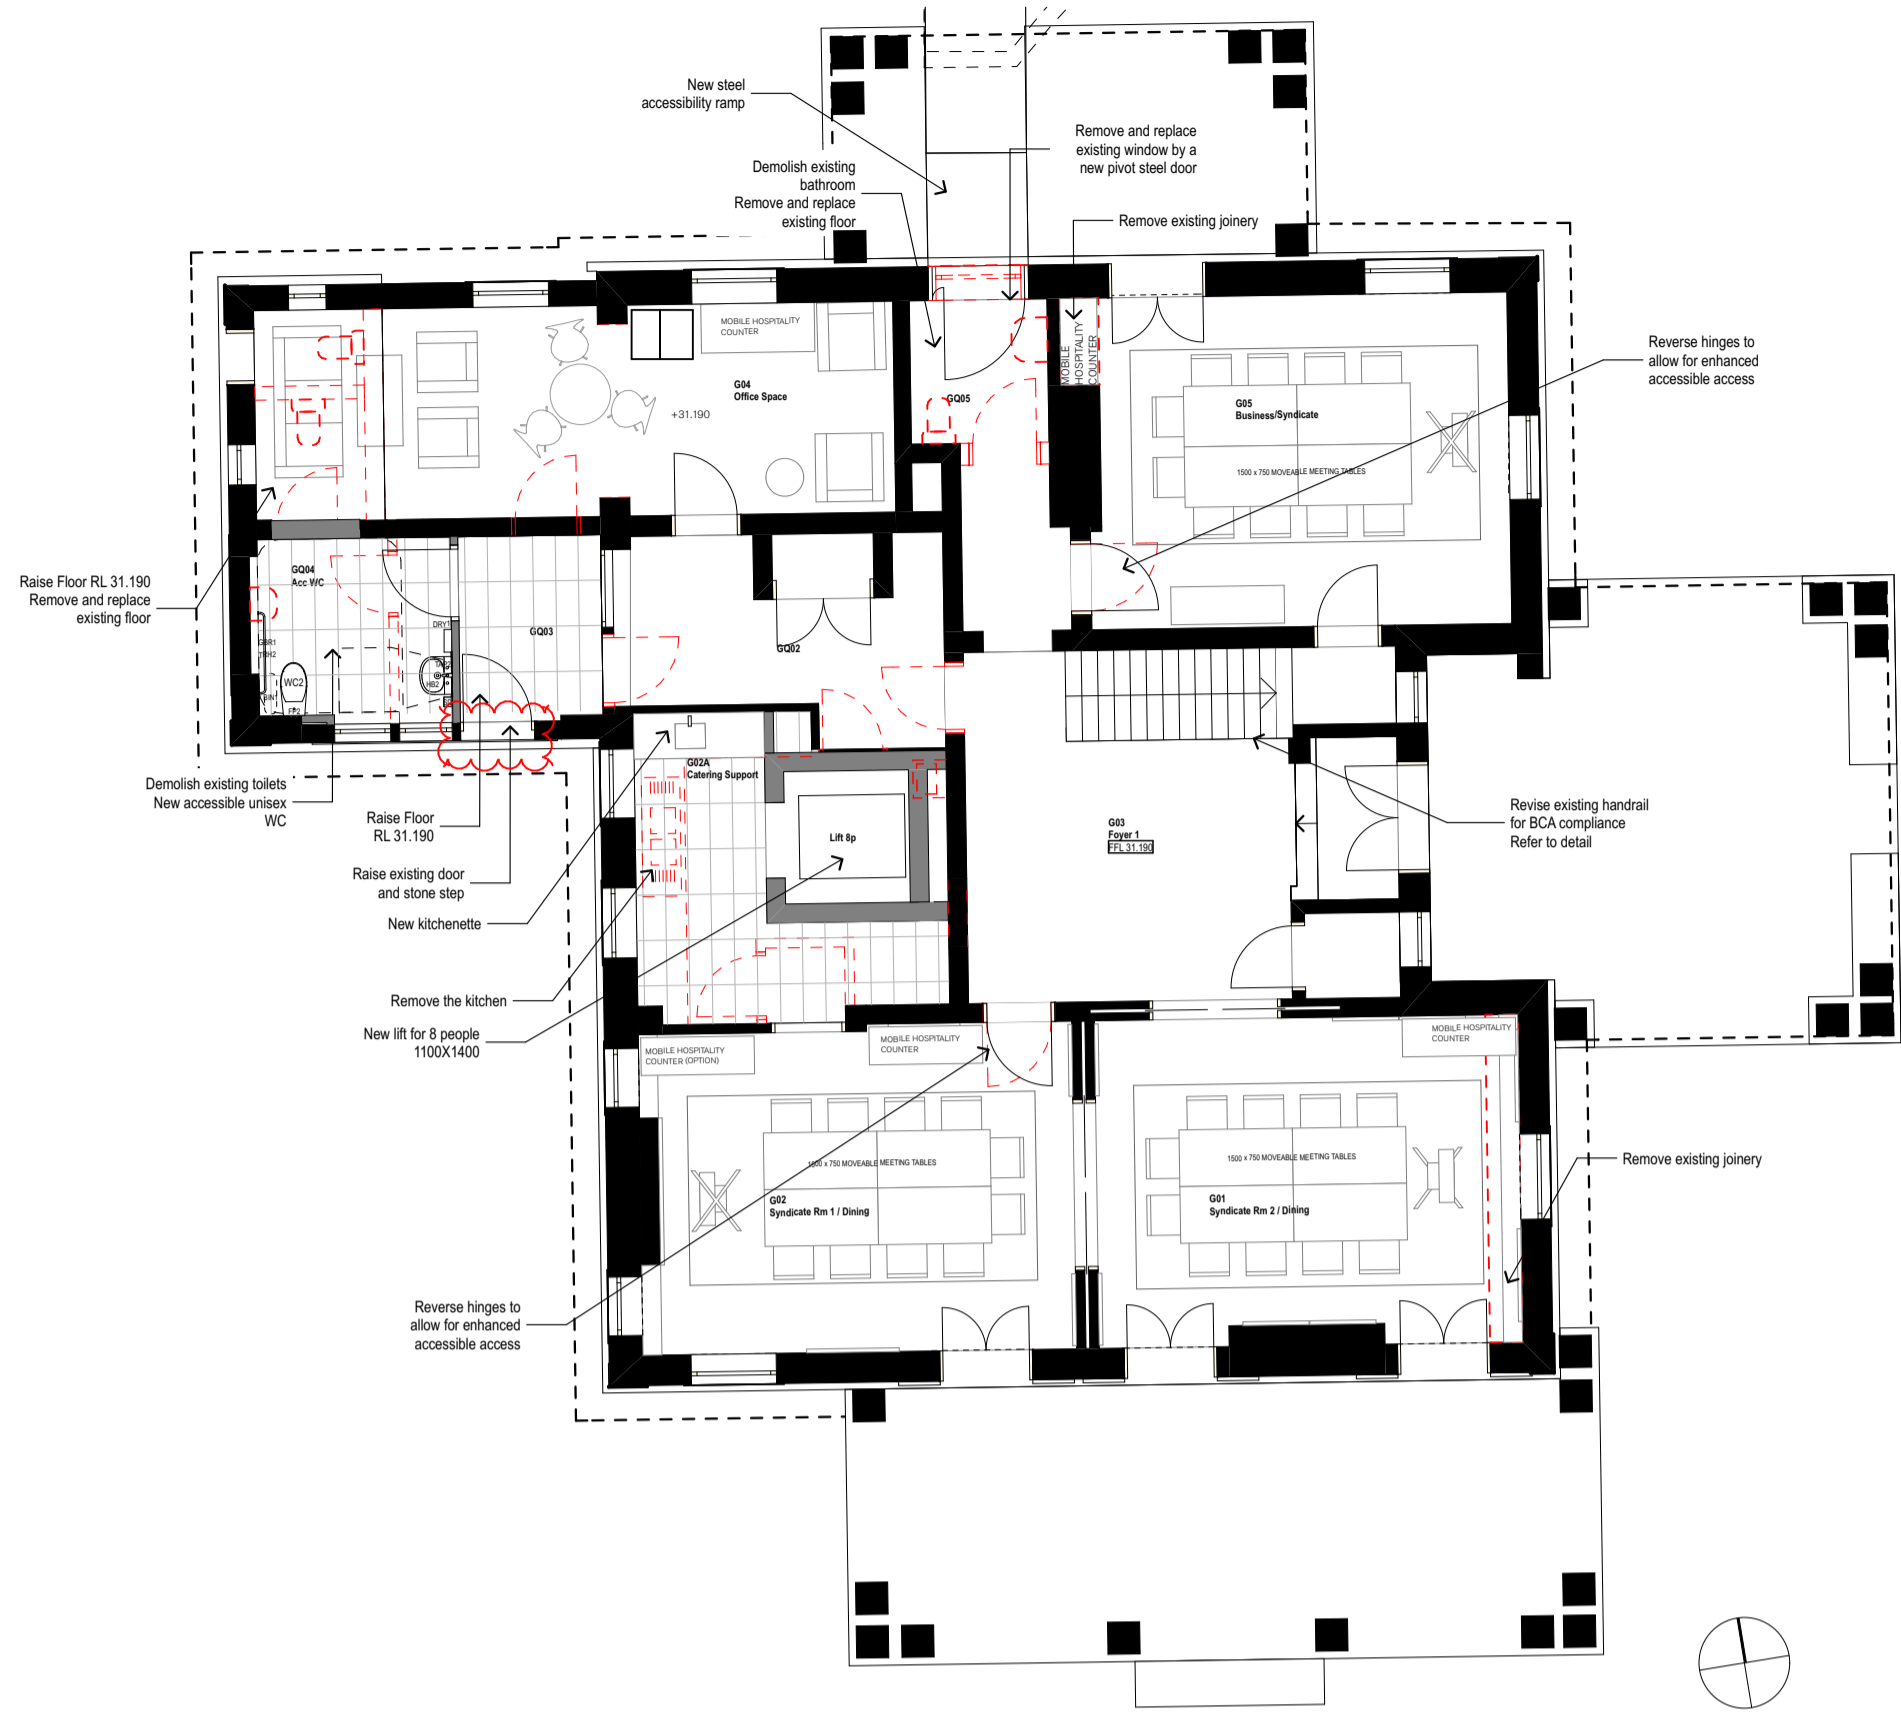 New steel
accessibility ramp
Remove and replace
existing window by a
new pivot steel door
Demolish existing
bathroom
Remove and replace
existing floor
Remove existing joinery
MOBILE HOSPITALITY
COUNTER
MOBILE
HOSPITALITY
COUNTER
Reverse hinges to
allow for enhanced
accessible access
G04
Office Space
+31.190
GQ05
G05
Business/Syndicate
1500 x 750 MOVEABLE MEETING TABLES
Raise Floor RL 31.190
Remove and replace
existing floor
GQ04
Acc WC
GQ03
GQ02
DRY1
GBR1
TRH2
TAP2
HB2
WC2
BIN
FP2
Demolish existing toilets
New accessible unisex
WC
Raise Floor
RL 31.190
Raise existing door
and stone step
New kitchenette
G02A
Catering Support
Lift 8p
G03
Foyer 1
FFL 31.190
Revise existing handrail
for BCA compliance
Refer to detail
Remove the kitchen
New lift for 8 people
1100X1400
MOBILE HOSPITALITY
COUNTER (OPTION)
MOBILE HOSPITALITY
COUNTER
MOBILE HOSPITALITY
COUNTER
1500 x 750 MOVEABLE MEETING TABLES
G02
Syndicate Rm 1 / Dining
1500 x 750 MOVEABLE MEETING TABLES
G01
Syndicate Rm 2 / Dining
Remove existing joinery
Reverse hinges to
allow for enhanced
accessible access